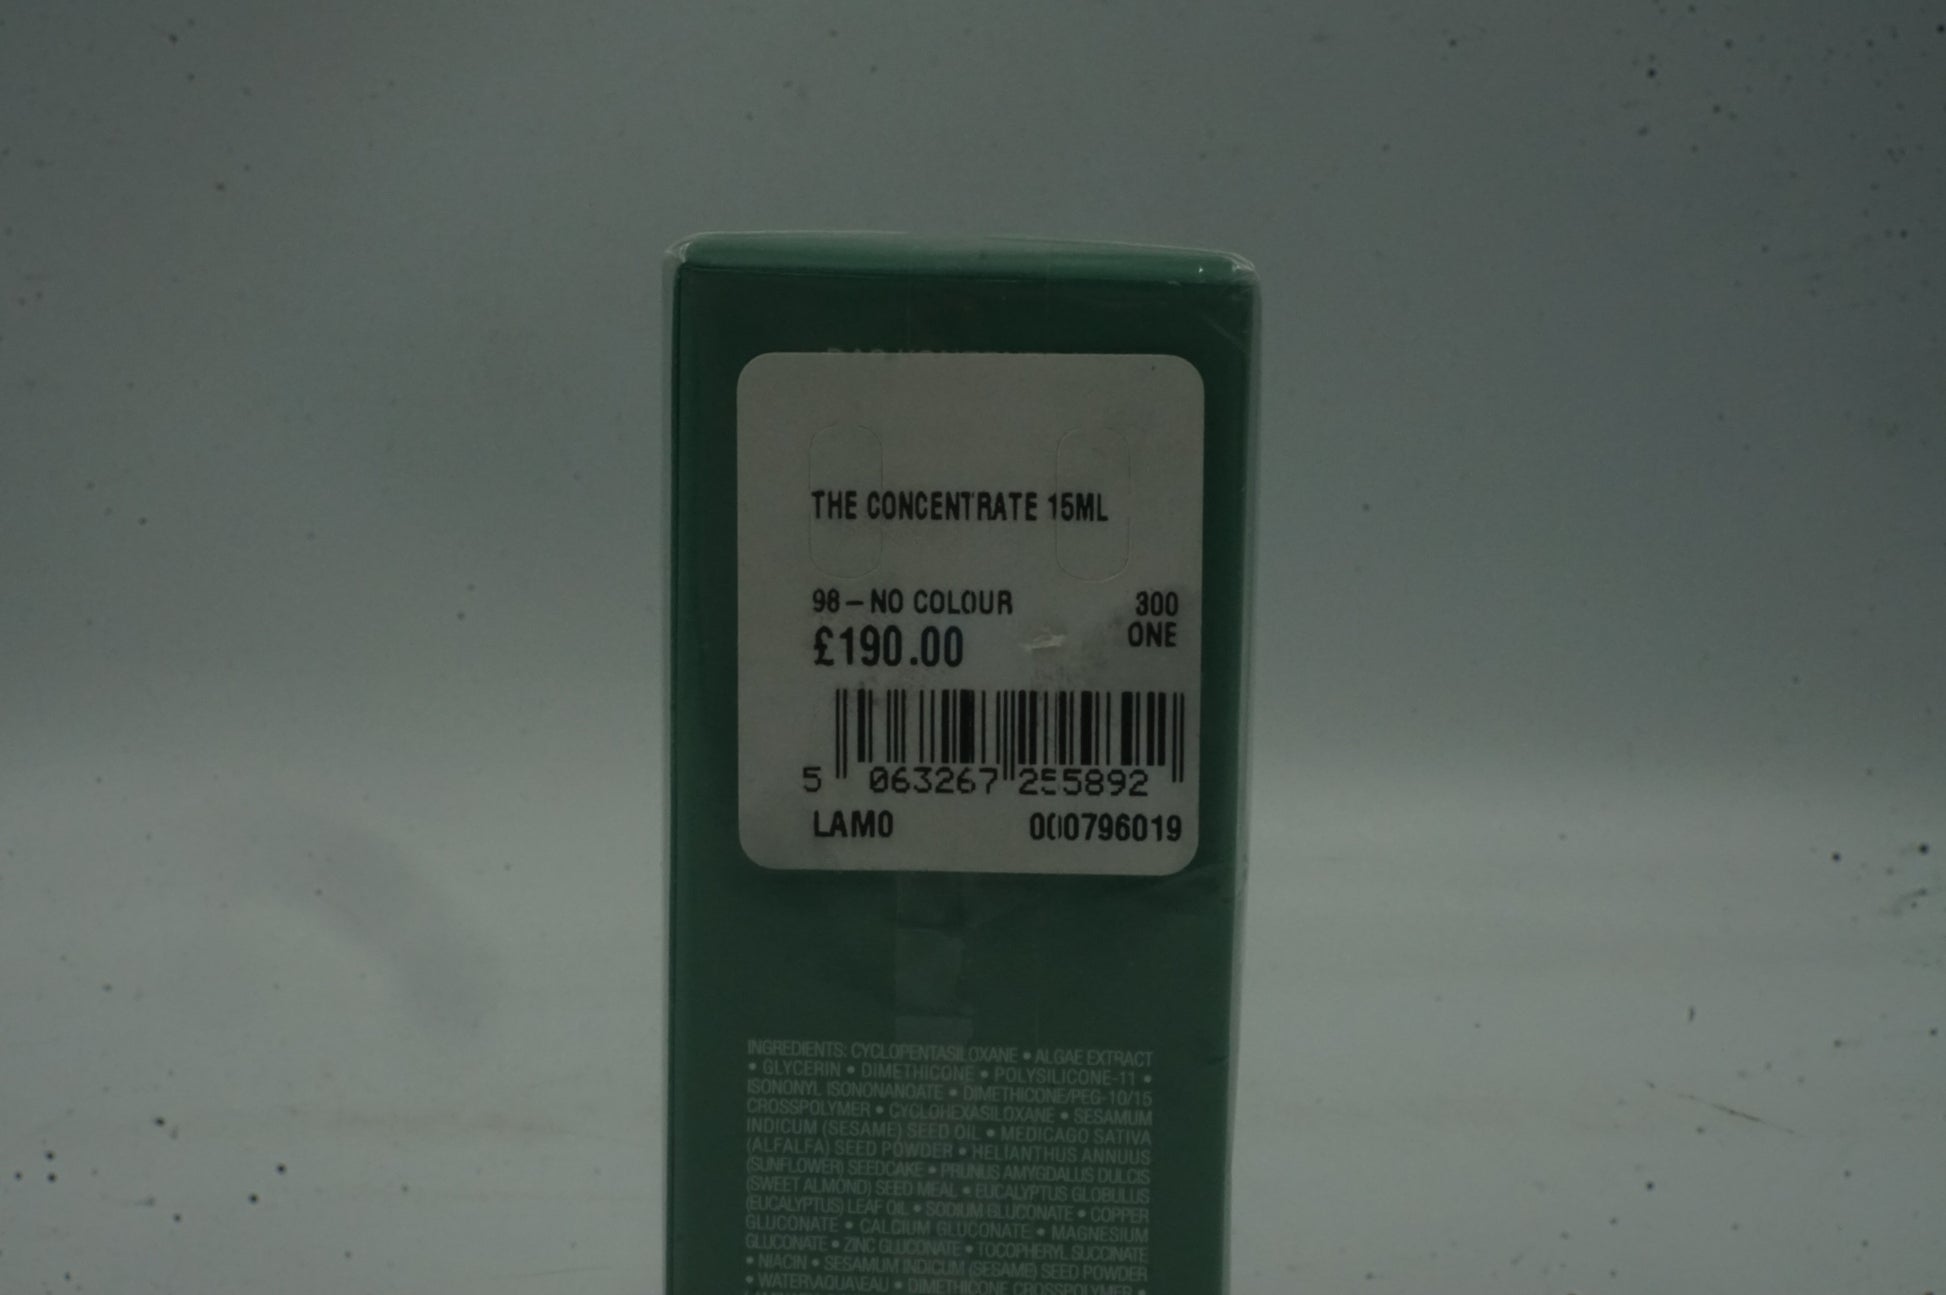 THE CONCENTRATE 15ML
98 – NO COLOUR 300
£190.00 ONE
5 063267 255892
LAM0 000796019
INGREDIENTS: CYCLOPENTASILOXANE • ALGAE EXTRACT
• GLYCERIN • DIMETHICONE • POLYSILICONE-11 •
ISONONYL ISONONANOATE • DIMETHICONE/PEG-10/15
CROSSPOLYMER • CYCLOHEXASILOXANE • SESAMUM
INDICUM (SESAME) SEED OIL • MEDICAGO SATIVA
(ALFALFA) SEED POWDER • HELIANTHUS ANNUUS
(SUNFLOWER) SEEDCAKE • PRUNUS AMYGDALUS DULCIS
(SWEET ALMOND) SEED MEAL • EUCALYPTUS GLOBULUS
(EUCALYPTUS) LEAF OIL • SODIUM GLUCONATE • COPPER
GLUCONATE • CALCIUM GLUCONATE • MAGNESIUM
GLUCONATE • ZINC GLUCONATE • TOCOPHERYL SUCCINATE
• NIACIN • SESAMUM INDICUM (SESAME) SEED POWDER
• WATER\AQUA\EAU • DIMETHICONE CROSSPOLYMER •